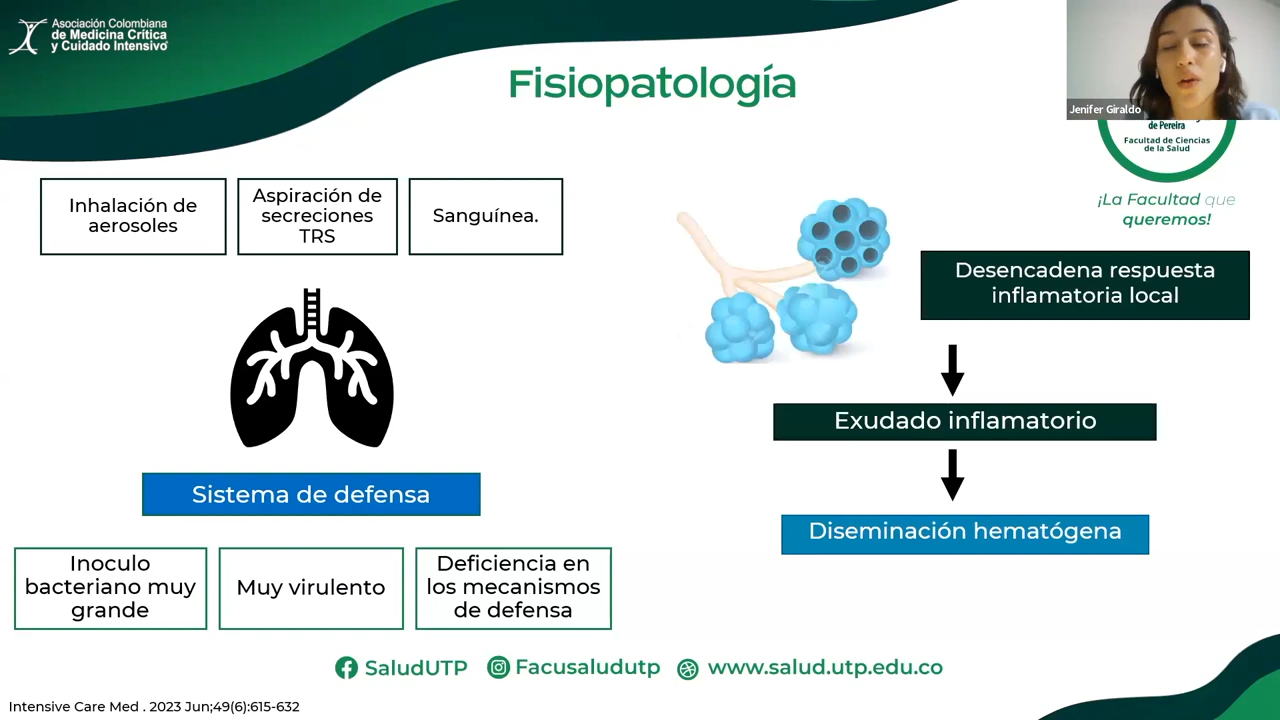 Asociación Colombiana
de Medicina Crítica
y Cuidado Intensivo
Fisiopatología
Jenifer Giraldo
de Pereira
Facultad de Ciencias
de la Salud
¡La Facultad que
queremos!
Inhalación de
aerosoles
Aspiración de
secreciones
TRS
Sanguínea.
Desencadena respuesta
inflamatoria local
Exudado inflamatorio
Diseminación hematógena
Sistema de defensa
Inoculo
bacteriano muy
grande
Muy virulento
Deficiencia en
los mecanismos
de defensa
SaludUTP
Facusaludutp
www.salud.utp.edu.co
Intensive Care Med . 2023 Jun;49(6):615-632